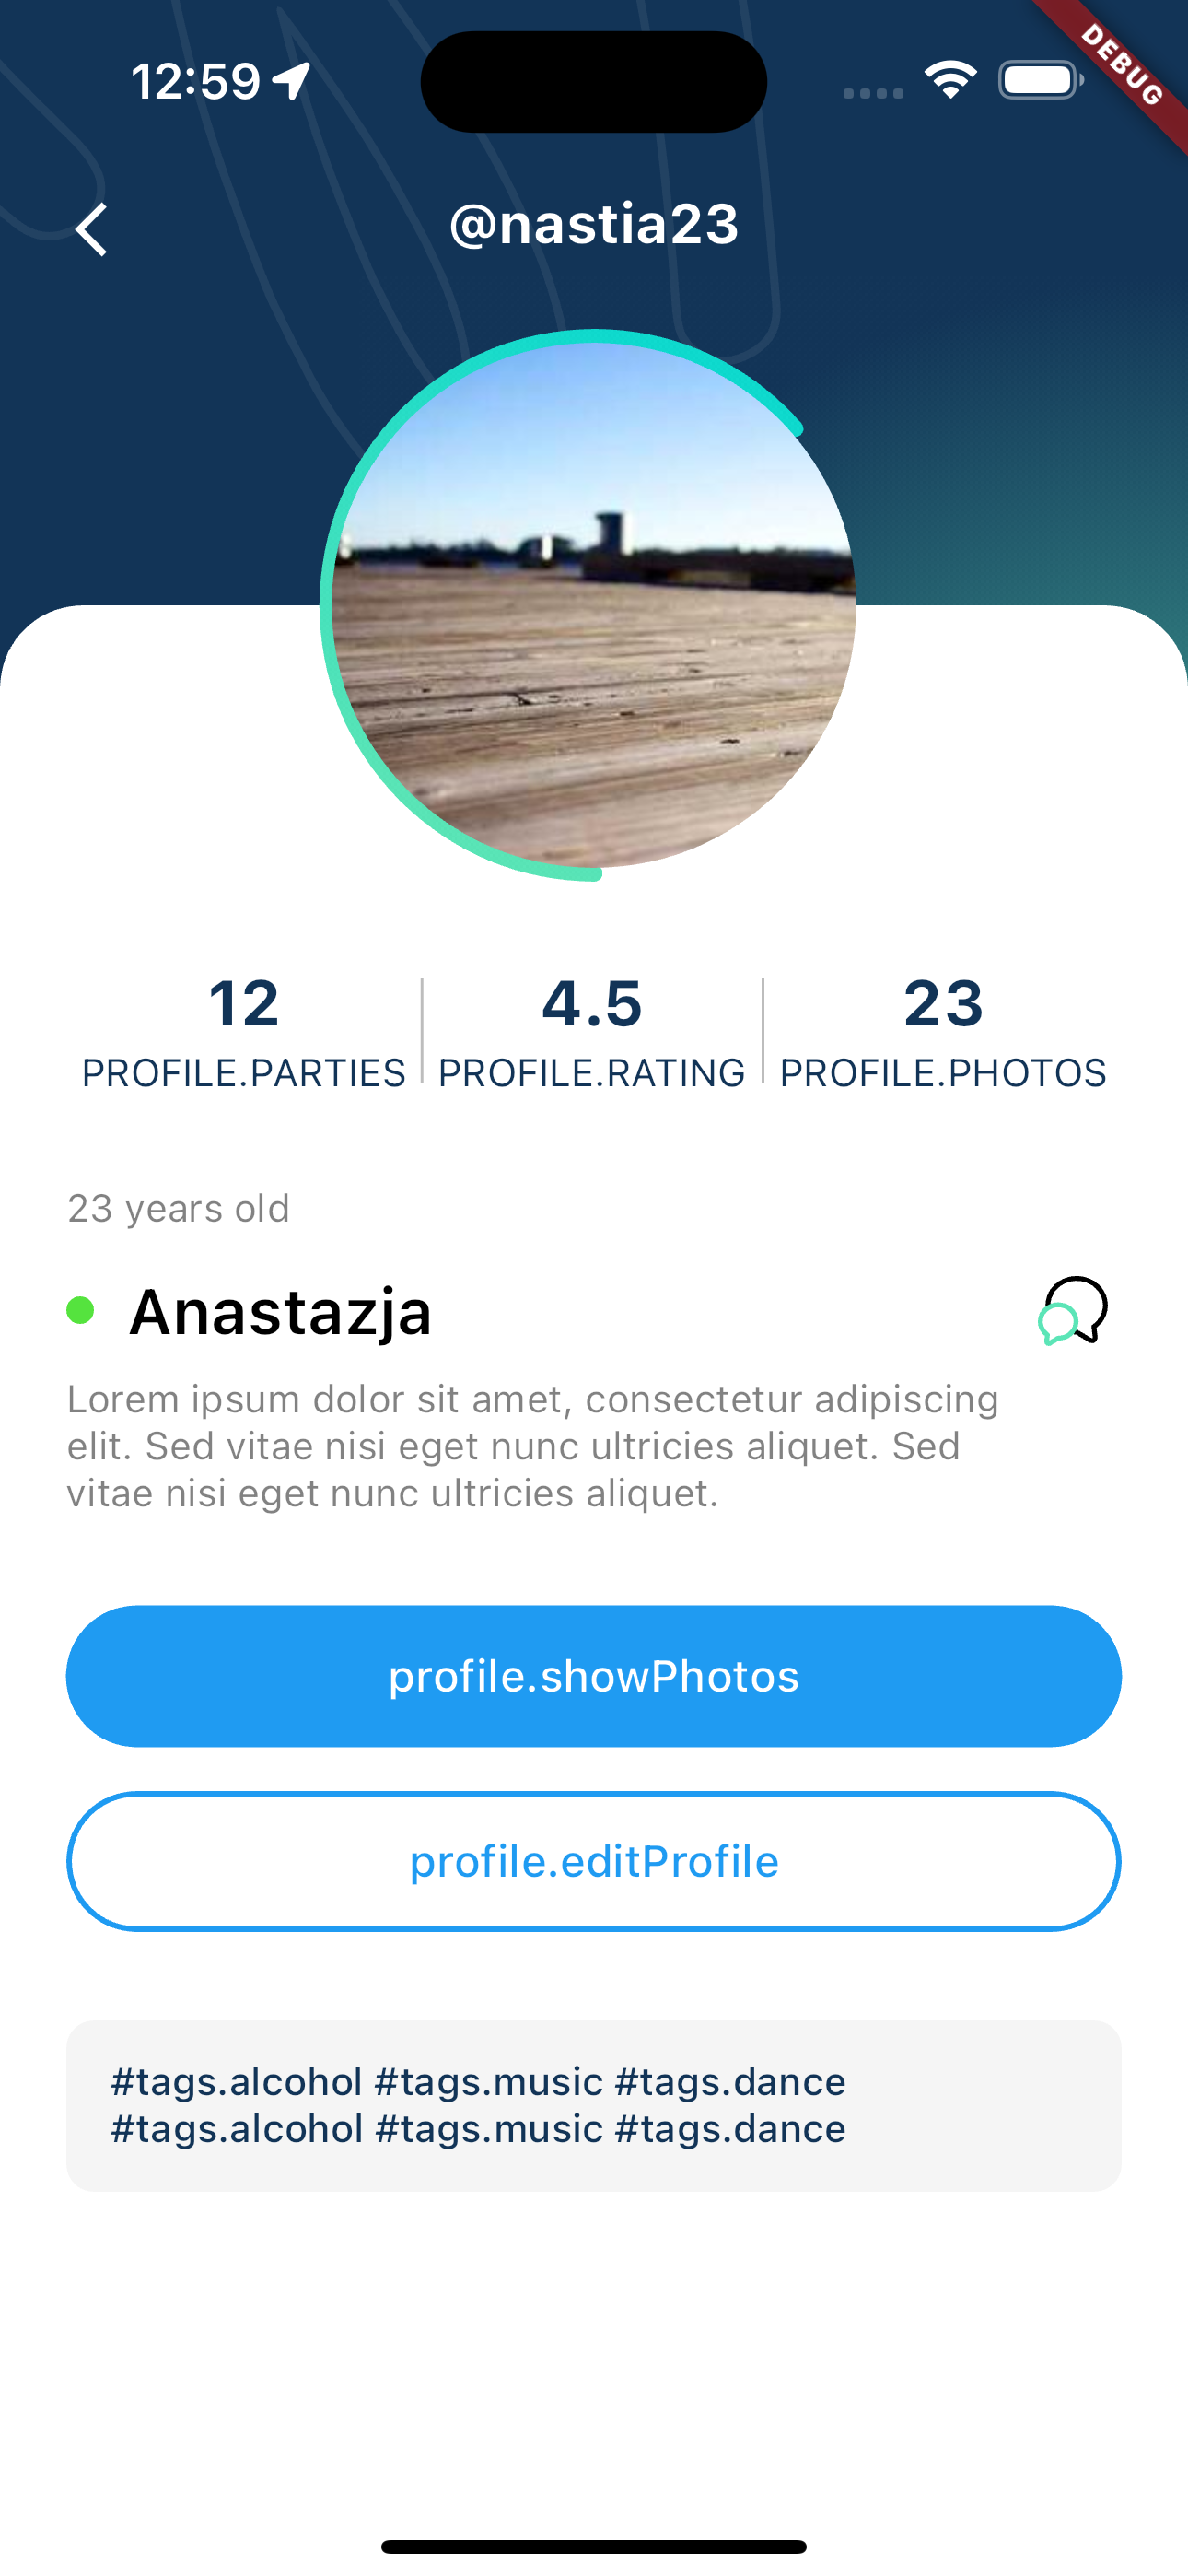 12:59
DEBUG
@nastia23
12
4.5
23
PROFILE.PARTIES
PROFILE.RATING
PROFILE.PHOTOS
23 years old
Anastazja
Lorem ipsum dolor sit amet, consectetur adipiscing
elit. Sed vitae nisi eget nunc ultricies aliquet. Sed
vitae nisi eget nunc ultricies aliquet.
profile.showPhotos
profile.editProfile
#tags.alcohol #tags.music #tags.dance
#tags.alcohol #tags.music #tags.dance